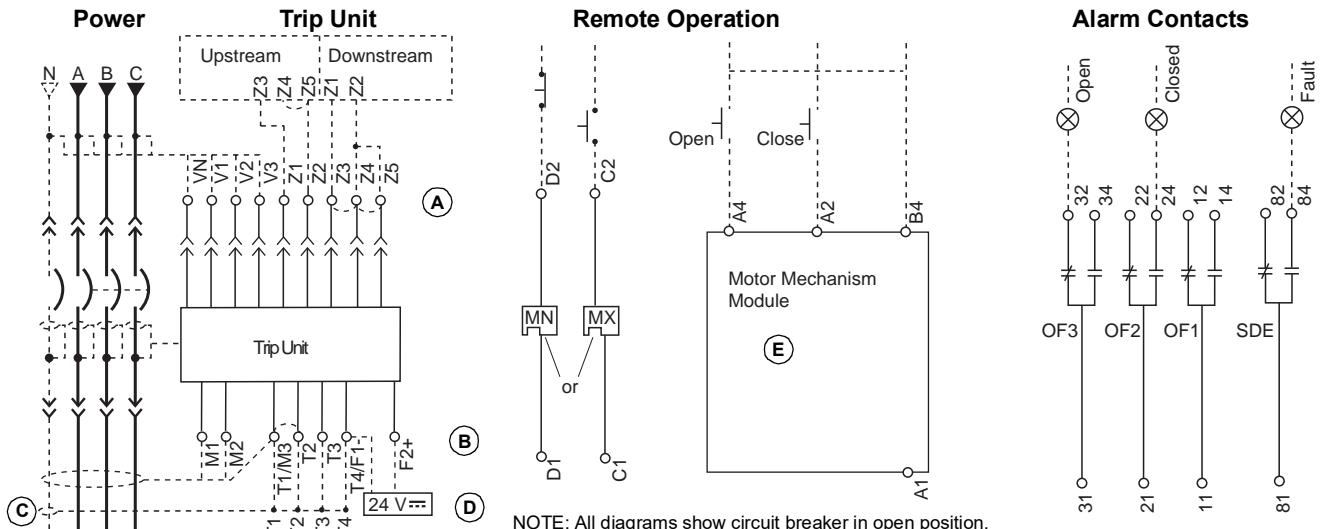 Power
Trip Unit
Remote Operation
Alarm Contacts
Upstream
Downstream
N A B C
Z3 Z4 Z5 Z1 Z2
Open
Closed
Fault
Open
Close
VN V1 V2 V3 Z1 Z2 Z3 Z4 Z5
A
D2
C2
A4
A2
B4
32 34
22 24
12 14
82 84
Motor Mechanism
Module
E
Trip Unit
MN
MX
or
OF3
OF2
OF1
SDE
M1 M2 T1/M3 T2 T3 T4/F1- F2+
B
D1
C1
A1
31
21
11
81
C
24 V
D
NOTE: All diagrams show circuit breaker in open position.